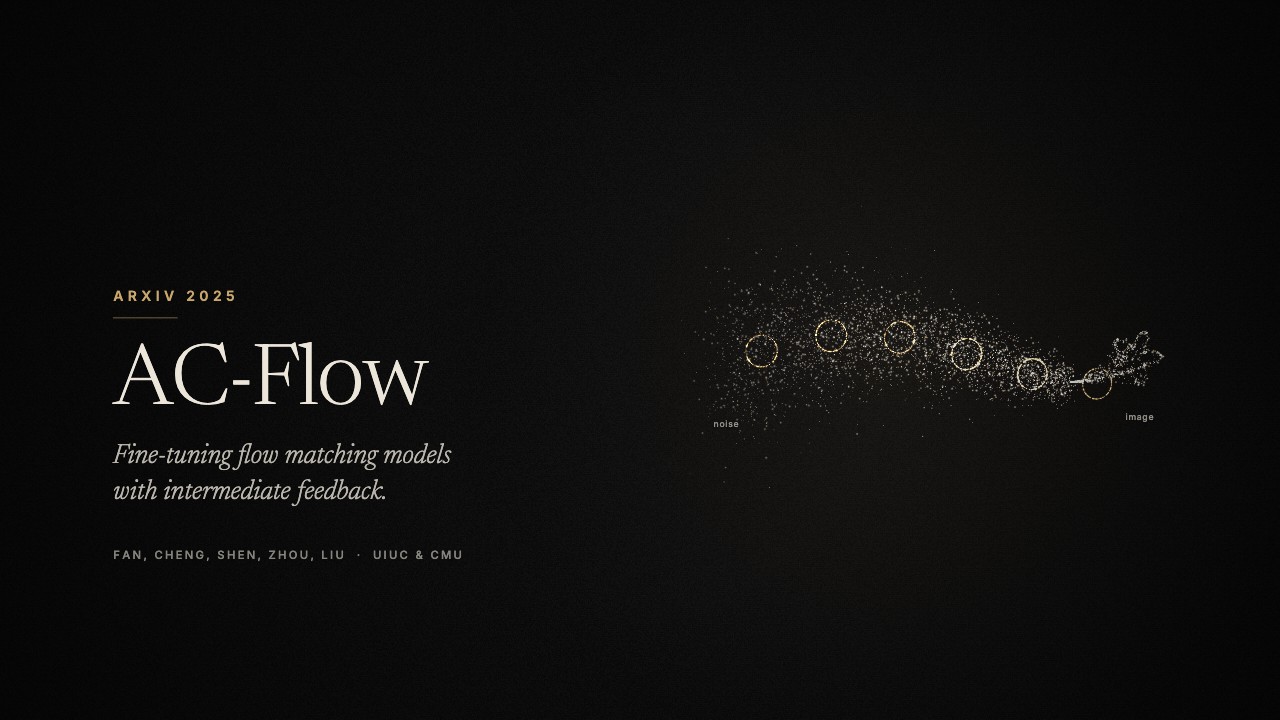 ARXIV 2025
AC-Flow
Fine-tuning flow matching models
with intermediate feedback.
FAN, CHENG, SHEN, ZHOU, LIU · UIUC & CMU
noise
image